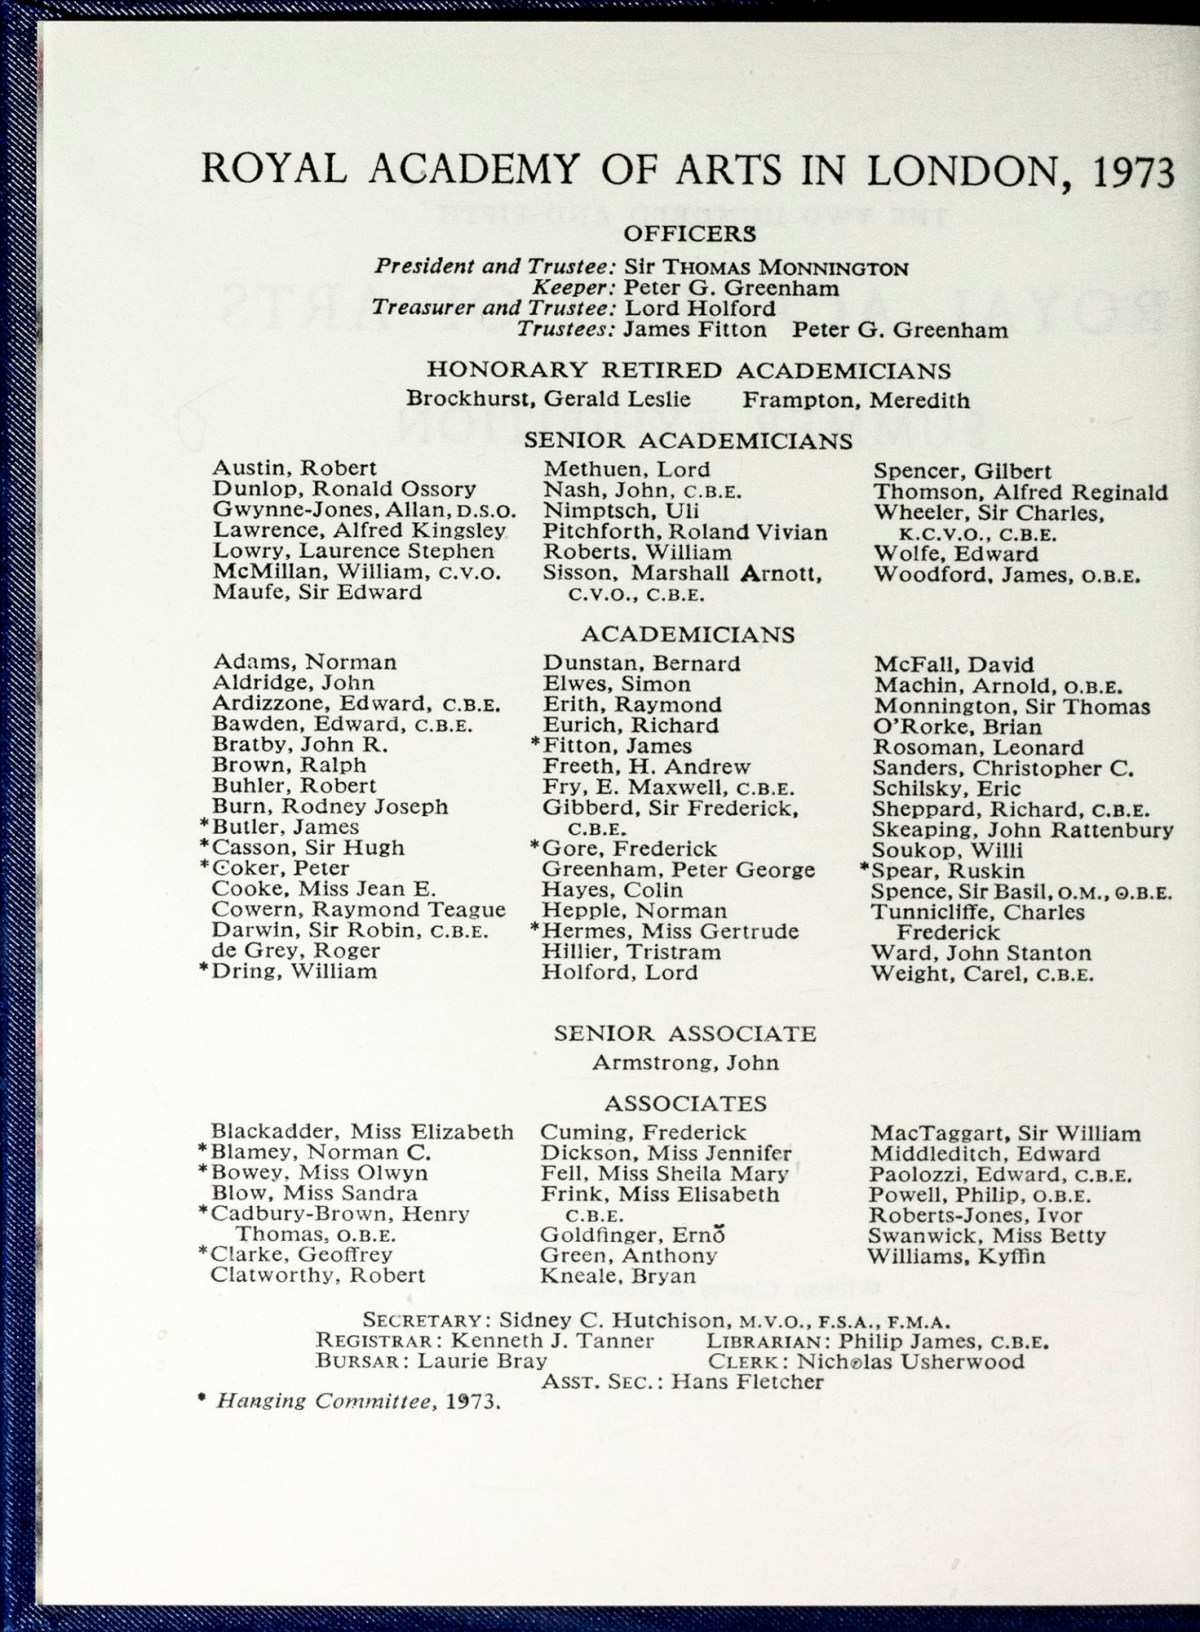 ROYAL ACADEMY OF ARTS IN LONDON, 1973
OFFICERS
President and Trustee: Sir THOMAS MONNINGTON
Keeper: Peter G. Greenham
Treasurer and Trustee: Lord Holford
Trustees: James Fitton Peter G. Greenham
HONORARY RETIRED ACADEMICIANS
Brockhurst, Gerald Leslie Frampton, Meredith
SENIOR ACADEMICIANS
Austin, Robert
Dunlop, Ronald Ossory
Gwynne-Jones, Allan, D.S.O.
Lawrence, Alfred Kingsley
Lowry, Laurence Stephen
McMillan, William, C.V.O.
Maufe, Sir Edward
Methuen, Lord
Nash, John, C.B.E.
Nimptsch, Uli
Pitchforth, Roland Vivian
Roberts, William
Sisson, Marshall Arnott,
C.V.O., C.B.E.
Spencer, Gilbert
Thomson, Alfred Reginald
Wheeler, Sir Charles,
K.C.V.O., C.B.E.
Wolfe, Edward
Woodford, James, O.B.E.
ACADEMICIANS
Adams, Norman
Aldridge, John
Ardizzone, Edward, C.B.E.
Bawden, Edward, C.B.E.
Bratby, John R.
Brown, Ralph
Buhler, Robert
Burn, Rodney Joseph
*Butler, James
*Casson, Sir Hugh
*Coker, Peter
Cooke, Miss Jean E.
Cowern, Raymond Teague
Darwin, Sir Robin, C.B.E.
de Grey, Roger
*Dring, William
Dunstan, Bernard
Elwes, Simon
Erith, Raymond
Eurich, Richard
*Fitton, James
Freeth, H. Andrew
Fry, E. Maxwell, C.B.E.
Gibberd, Sir Frederick,
C.B.E.
*Gore, Frederick
Greenham, Peter George
Hayes, Colin
Hepple, Norman
*Hermes, Miss Gertrude
Hillier, Tristram
Holford, Lord
McFall, David
Machin, Arnold, O.B.E.
Monnington, Sir Thomas
O'Rorke, Brian
Rosoman, Leonard
Sanders, Christopher C.
Schilsky, Eric
Sheppard, Richard, C.B.E.
Skeaping, John Rattenbury
Soukop, Willi
*Spear, Ruskin
Spence, Sir Basil, O.M., O.B.E.
Tunnicliffe, Charles
Frederick
Ward, John Stanton
Weight, Carel, C.B.E.
SENIOR ASSOCIATE
Armstrong, John
ASSOCIATES
Blackadder, Miss Elizabeth
*Blamey, Norman C.
*Bowey, Miss Olwyn
Blow, Miss Sandra
*Cadbury-Brown, Henry
Thomas, O.B.E.
*Clarke, Geoffrey
Clatworthy, Robert
Cuming, Frederick
Dickson, Miss Jennifer
Fell, Miss Sheila Mary
Frink, Miss Elisabeth
C.B.E.
Goldfinger, Ernő
Green, Anthony
Kneale, Bryan
MacTaggart, Sir William
Middleditch, Edward
Paolozzi, Edward, C.B.E.
Powell, Philip, O.B.E.
Roberts-Jones, Ivor
Swanwick, Miss Betty
Williams, Kyffin
SECRETARY: Sidney C. Hutchison, M.V.O., F.S.A., F.M.A.
REGISTRAR: Kenneth J. Tanner LIBRARIAN: Philip James, C.B.E.
BURSAR: Laurie Bray CLERK: Nicholas Usherwood
ASST. SEC.: Hans Fletcher
* Hanging Committee, 1973.